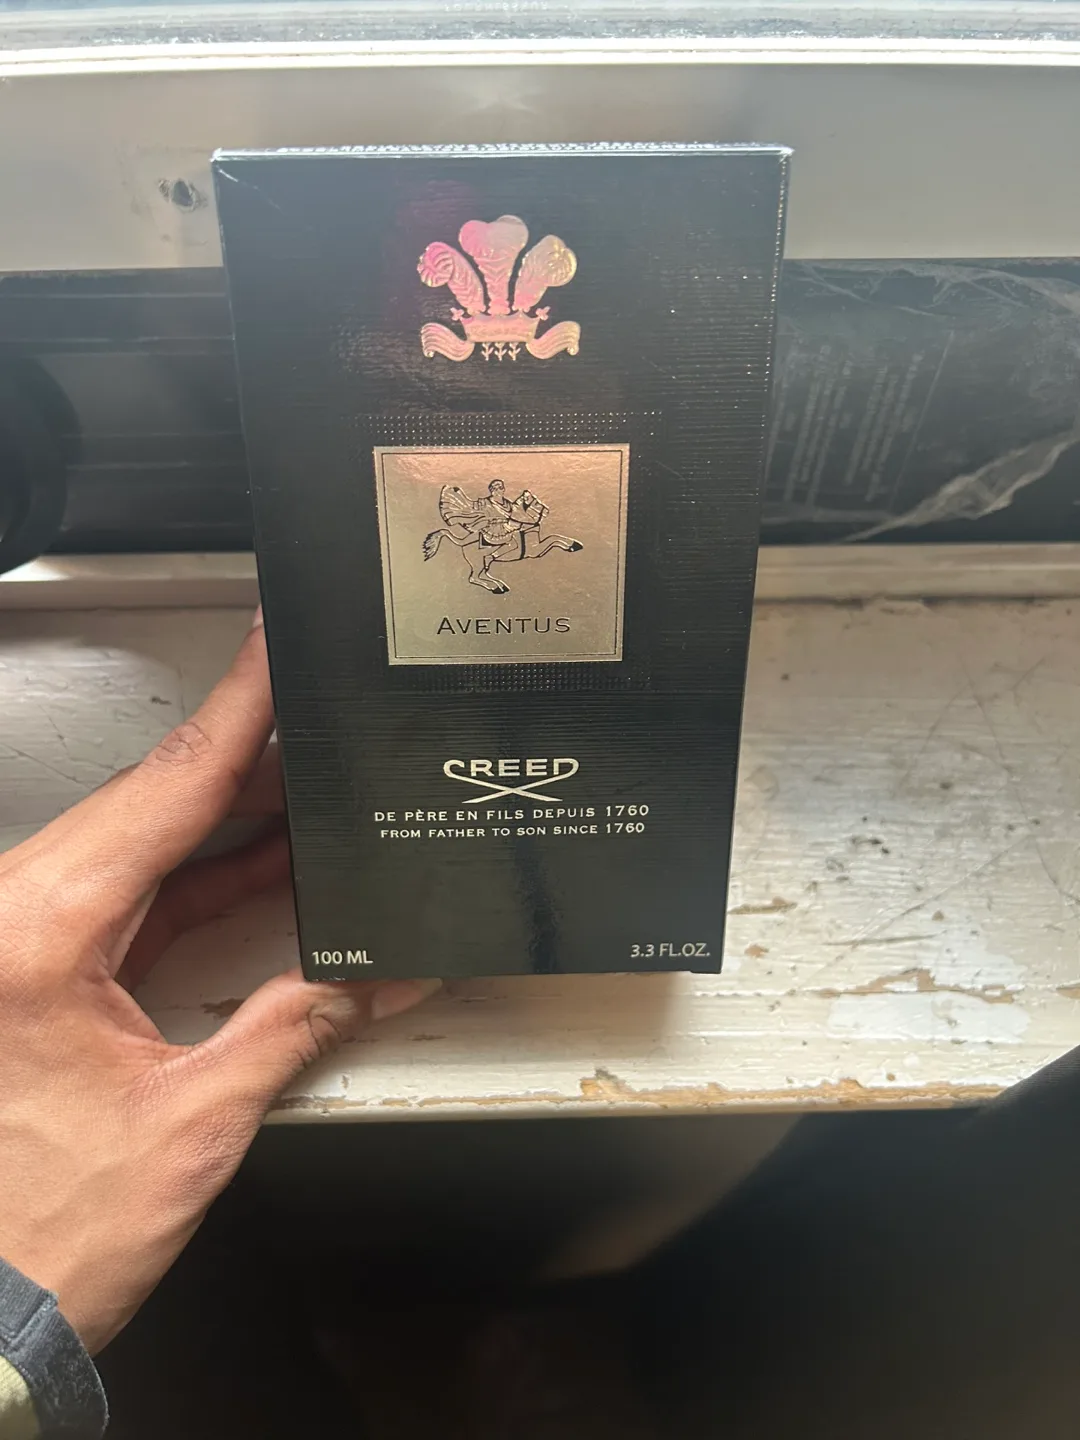 AVENTUS
CREED
DE PÈRE EN FILS DEPUIS 1760
FROM FATHER TO SON SINCE 1760
100 ML
3.3 FL.OZ.